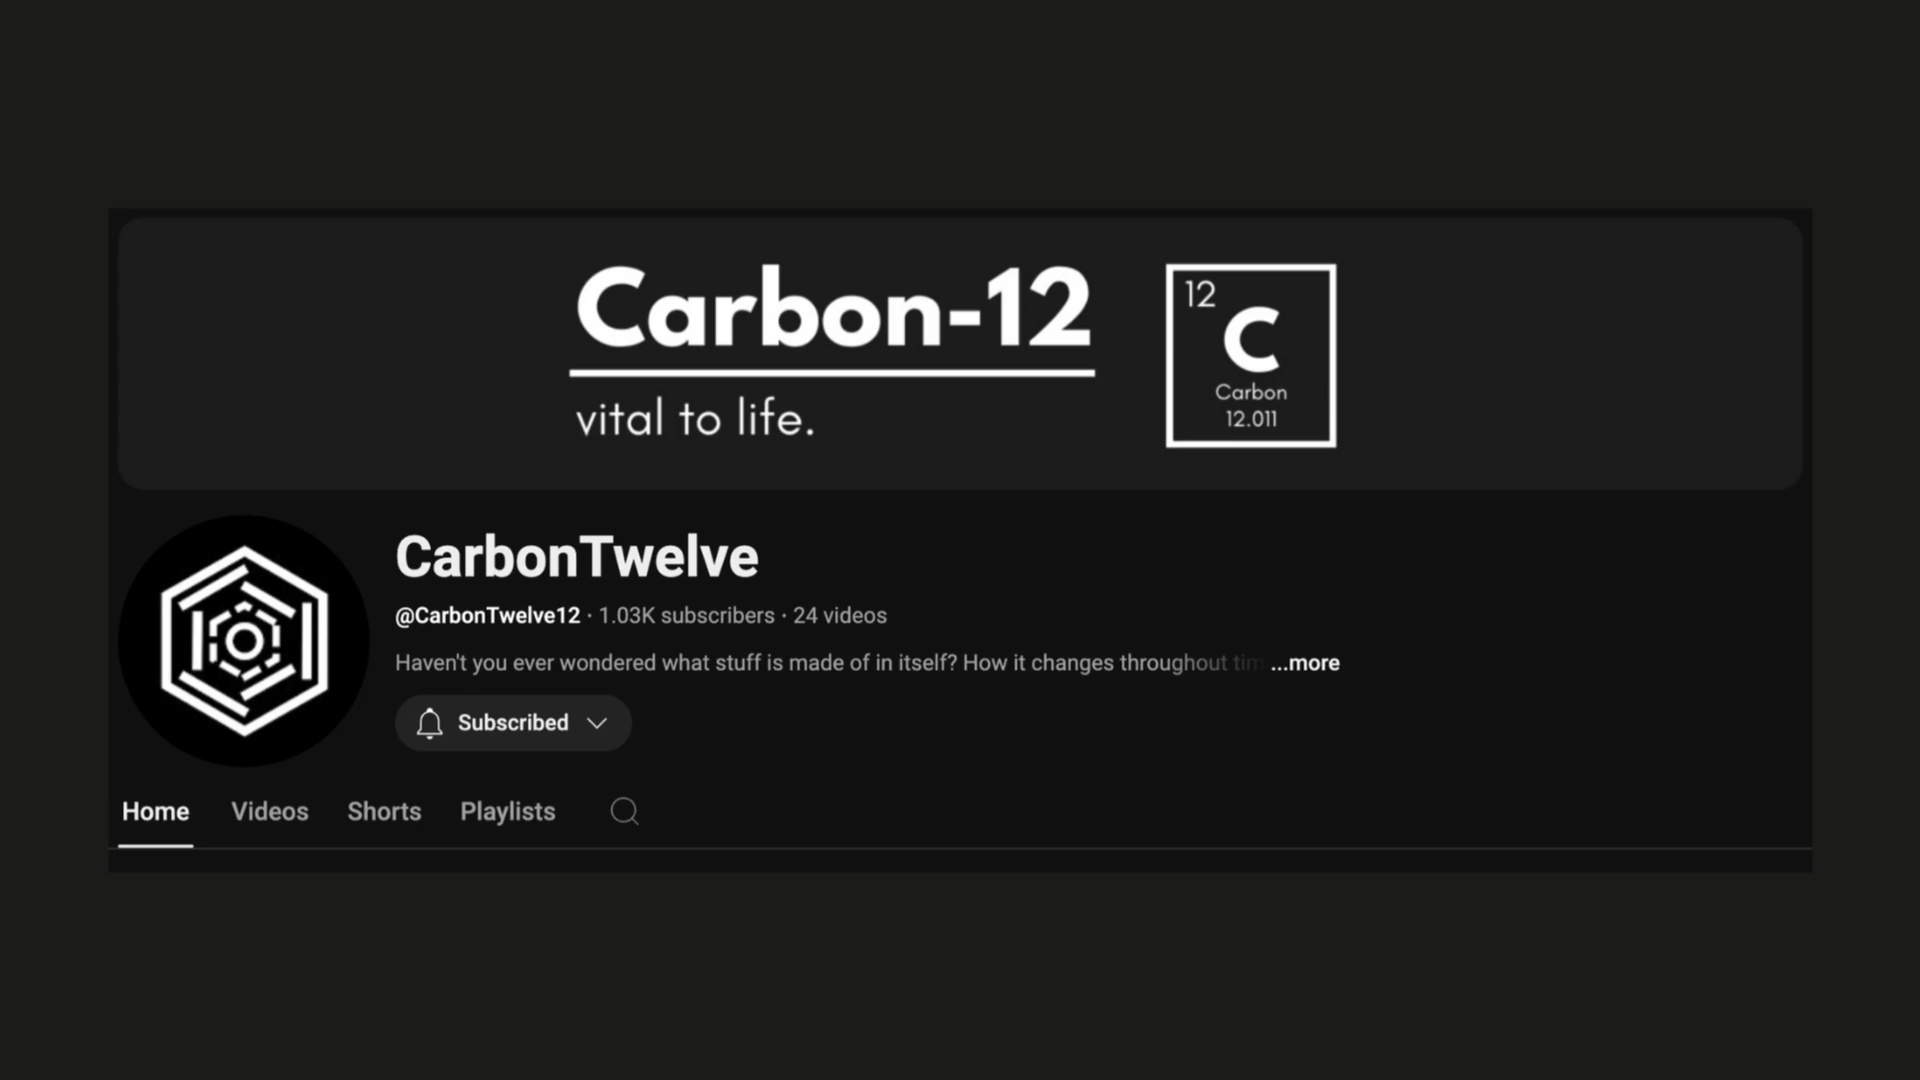 Carbon-12
vital to life.
12
C
Carbon
12.011
CarbonTwelve
@CarbonTwelve12 · 1.03K subscribers · 24 videos
Haven't you ever wondered what stuff is made of in itself? How it changes throughout tim ...more
Subscribed
Home Videos Shorts Playlists